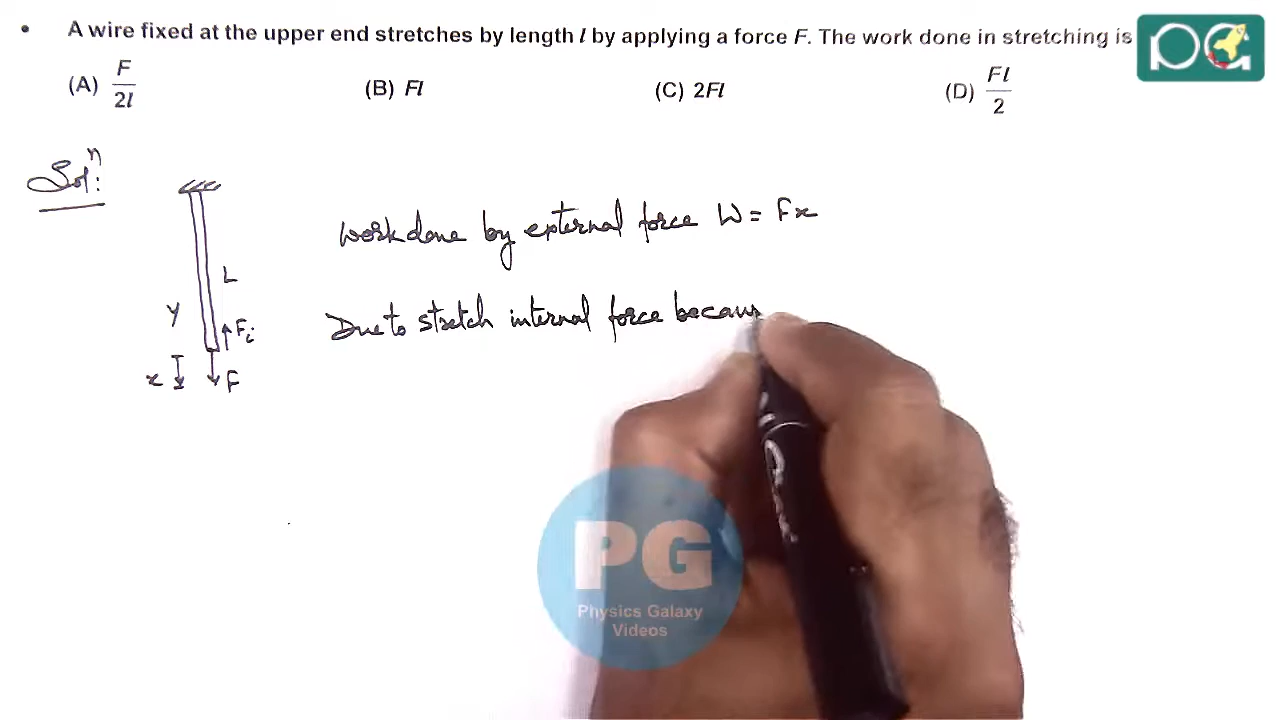 • A wire fixed at the upper end stretches by length l by applying a force F. The work done in stretching is
(A) F/2l (B) Fl (C) 2Fl (D) Fl/2
Solⁿ:
Work done by external force W = Fx
L
Due to stretch internal force becaus
Y
Fi
x
F
PG
Physics Galaxy
Videos